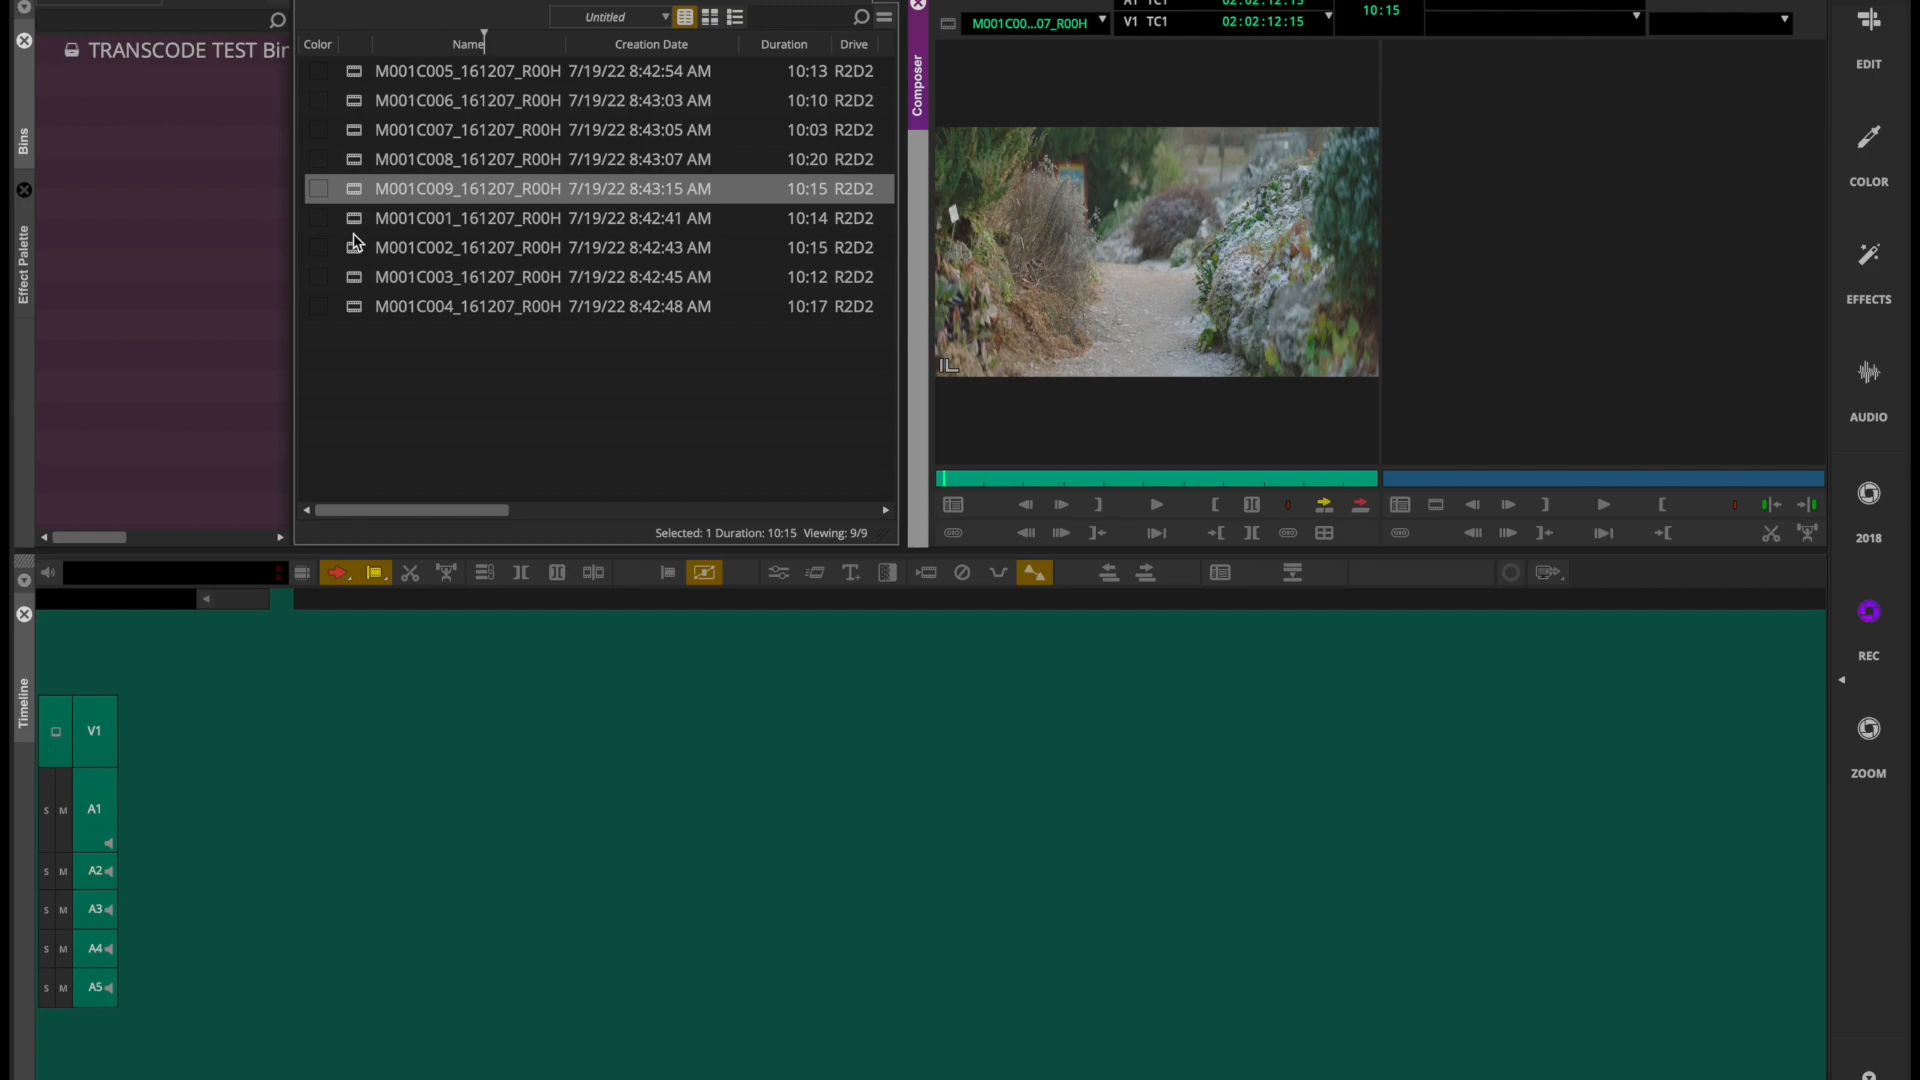 Untitled
M001C00...07_R00H
V1 TC1
02:02:12:15
10:15
Color
Name
Creation Date
Duration
Drive
TRANSCODE TEST Bin
M001C005_161207_R00H 7/19/22 8:42:54 AM 10:13 R2D2
M001C006_161207_R00H 7/19/22 8:43:03 AM 10:10 R2D2
M001C007_161207_R00H 7/19/22 8:43:05 AM 10:03 R2D2
M001C008_161207_R00H 7/19/22 8:43:07 AM 10:20 R2D2
M001C009_161207_R00H 7/19/22 8:43:15 AM 10:15 R2D2
M001C001_161207_R00H 7/19/22 8:42:41 AM 10:14 R2D2
M001C002_161207_R00H 7/19/22 8:42:43 AM 10:15 R2D2
M001C003_161207_R00H 7/19/22 8:42:45 AM 10:12 R2D2
M001C004_161207_R00H 7/19/22 8:42:48 AM 10:17 R2D2
Selected: 1 Duration: 10:15 Viewing: 9/9
Bins
Effect Palette
Composer
Timeline
EDIT
COLOR
EFFECTS
AUDIO
2018
REC
ZOOM
V1
S M A1
S M A2
S M A3
S M A4
S M A5